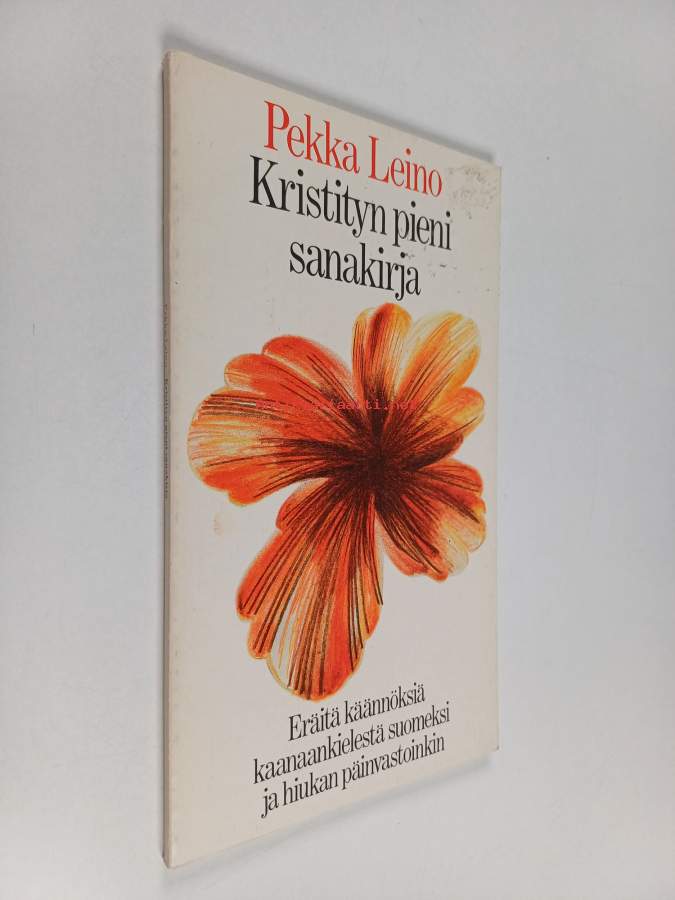 Pekka Leino
Kristityn pieni
sanakirja
Eräitä käännöksiä
kaanaankielestä suomeksi
ja hiukan päinvastoinkin